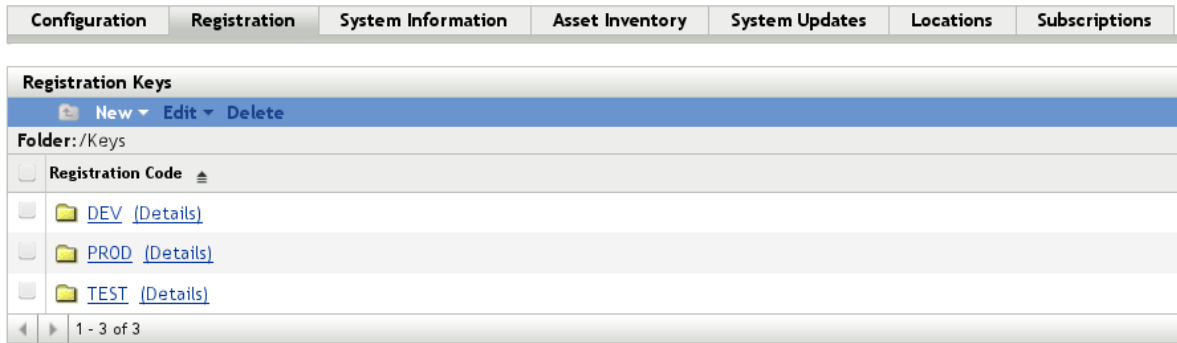 Configuration Registration System Information Asset Inventory System Updates Locations Subscriptions
Registration Keys
New Edit Delete
Folder:/Keys
Registration Code
DEV (Details)
PROD (Details)
TEST (Details)
1 - 3 of 3